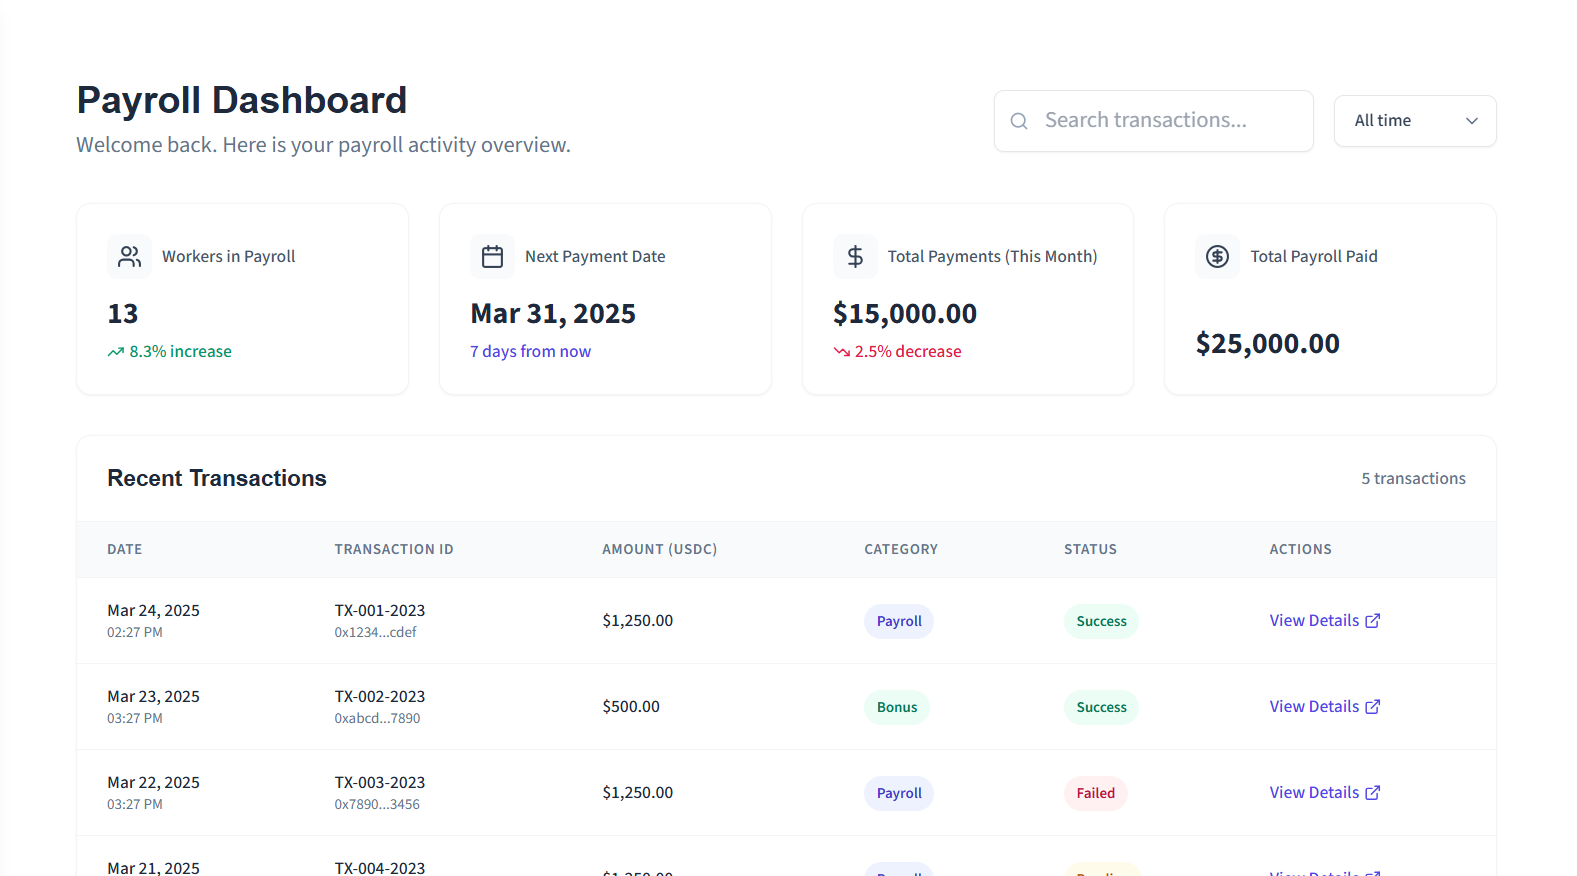 Payroll Dashboard
Welcome back. Here is your payroll activity overview.
Search transactions...
All time
Workers in Payroll
13
8.3% increase
Next Payment Date
Mar 31, 2025
7 days from now
Total Payments (This Month)
$15,000.00
2.5% decrease
Total Payroll Paid
$25,000.00
Recent Transactions
5 transactions
DATE TRANSACTION ID AMOUNT (USDC) CATEGORY STATUS ACTIONS
Mar 24, 2025 TX-001-2023 $1,250.00 Payroll Success View Details
02:27 PM 0x1234...cdef
Mar 23, 2025 TX-002-2023 $500.00 Bonus Success View Details
03:27 PM 0xabcd...7890
Mar 22, 2025 TX-003-2023 $1,250.00 Payroll Failed View Details
03:27 PM 0x7890...3456
Mar 21, 2025 TX-004-2023 Payroll View Details